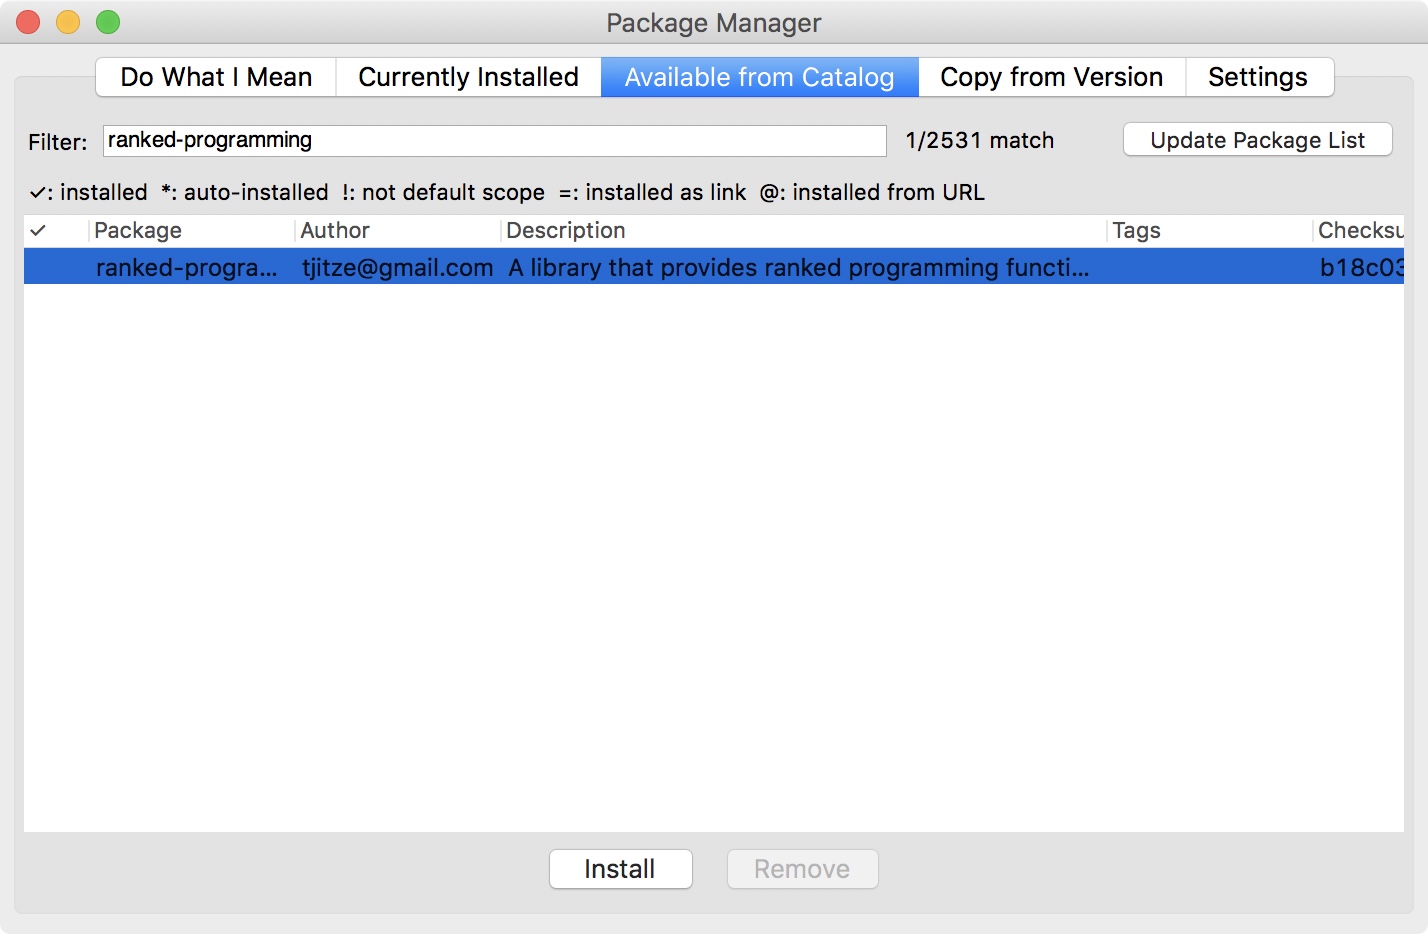 Package Manager
Do What I Mean Currently Installed Available from Catalog Copy from Version Settings
Filter: ranked-programming 1/2531 match Update Package List
✓: installed *: auto-installed !: not default scope =: installed as link @: installed from URL
✓ Package Author Description Tags Checksu
ranked-progra... tjitze@gmail.com A library that provides ranked programming functi... b18c03
Install Remove